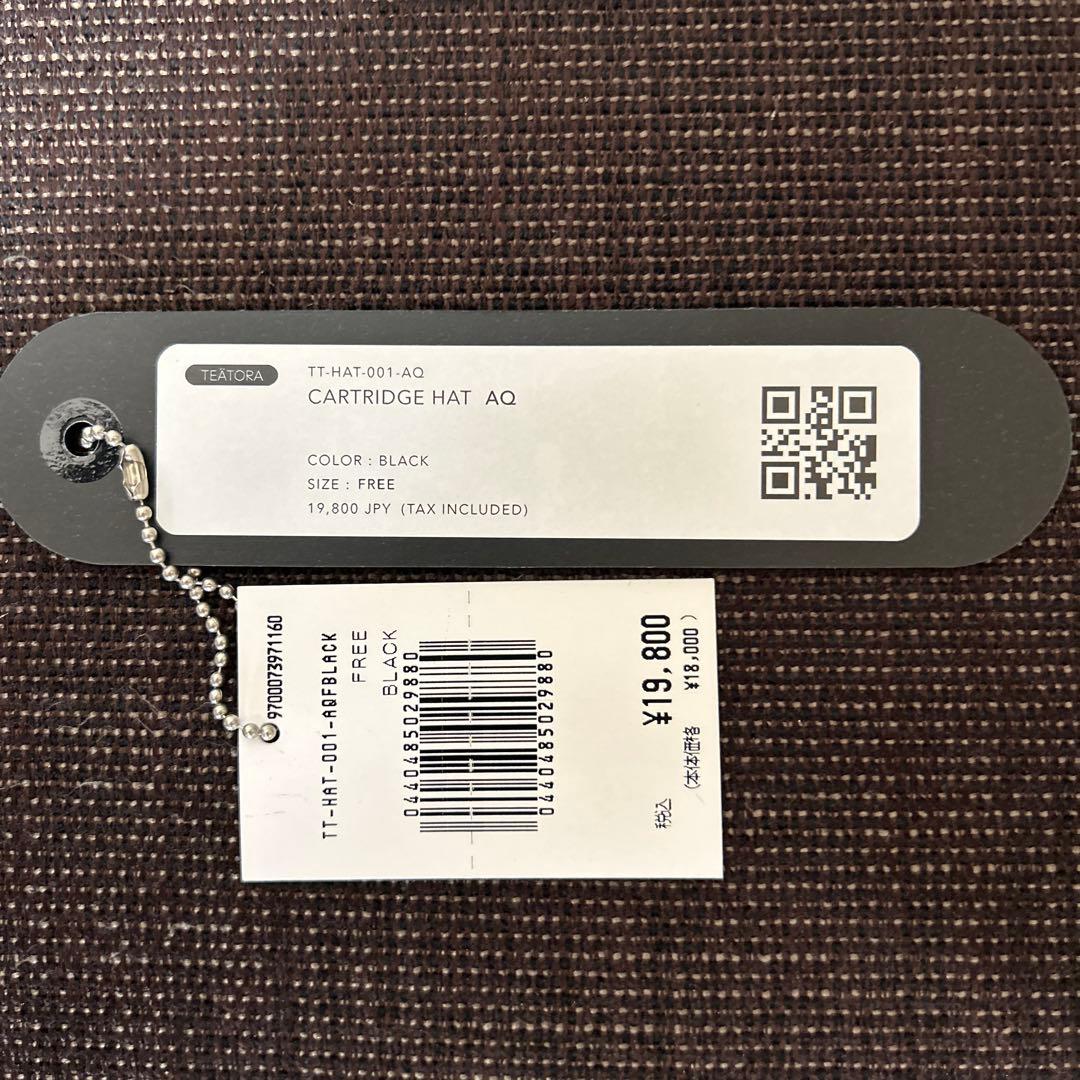 TEÄTORA
TT-HAT-001-AQ
CARTRIDGE HAT AQ
COLOR : BLACK
SIZE : FREE
19,800 JPY (TAX INCLUDED)
9700073971160
TT-HAT-001-AQFBLACK
FREE
BLACK
0440485029880
0440485029880
税込 ¥19,800
(本体価格 ¥18,000)